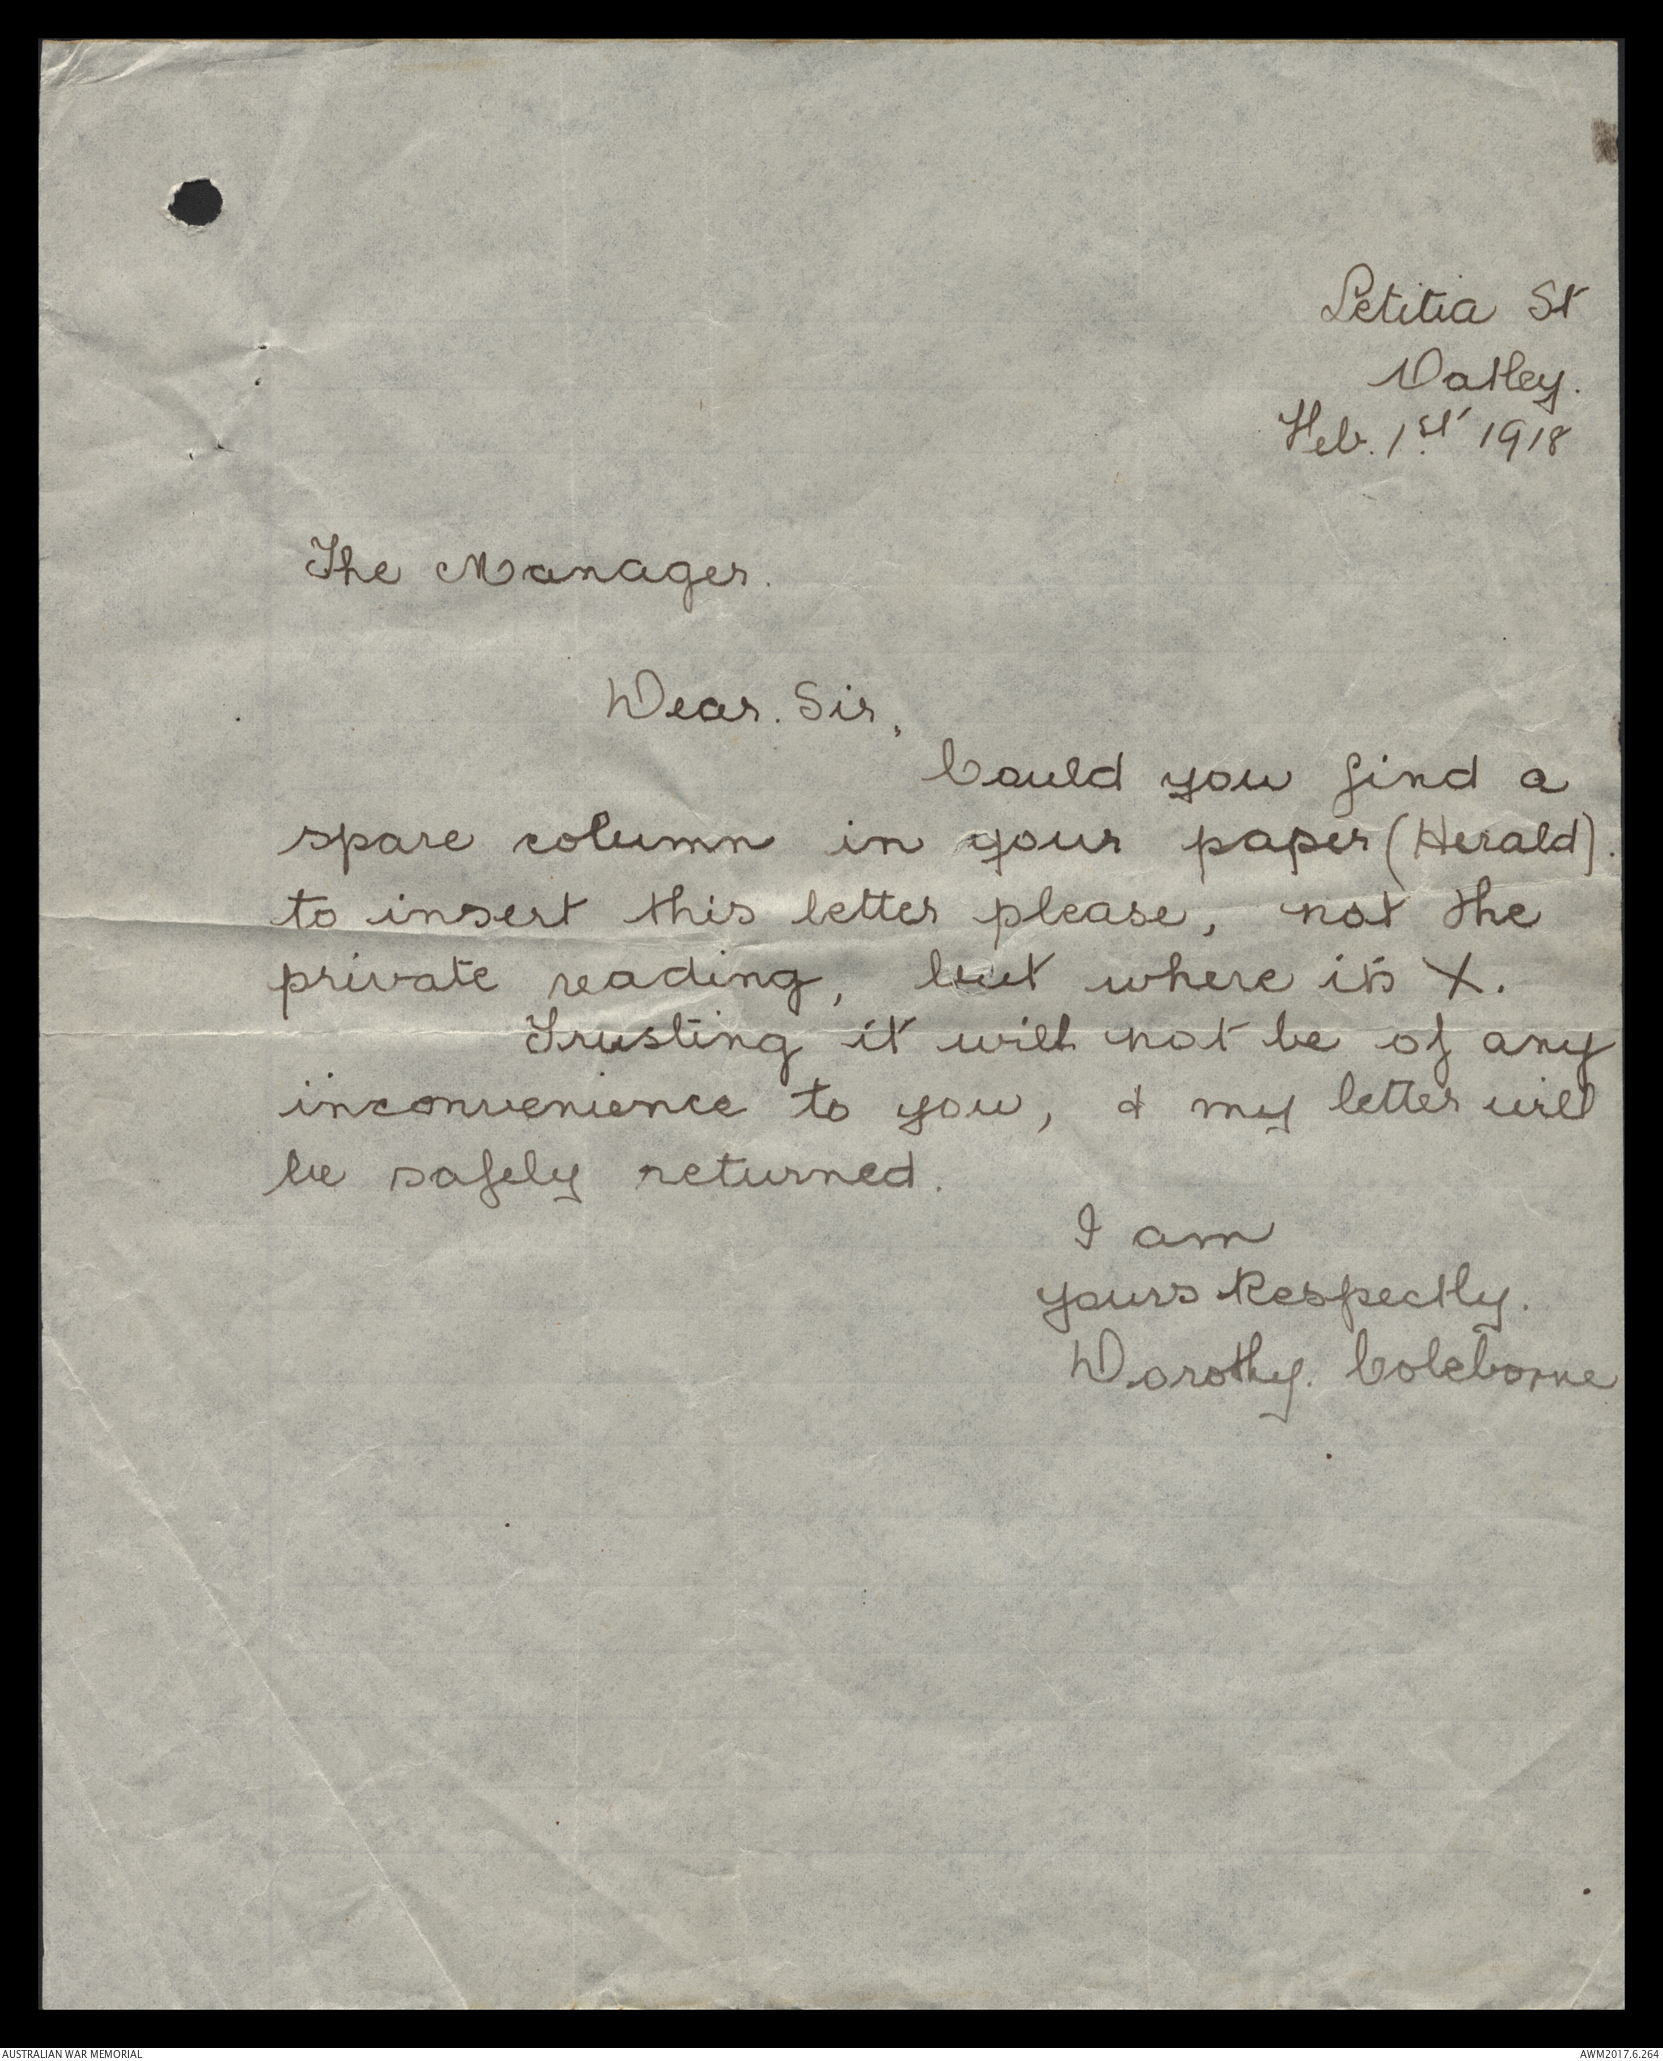 Letitia St
Oatley.
Feb. 1st 1918
The Manager.
Dear. Sir,
Could you find a
spare column in your paper (Herald).
to insert this letter please, not the
private reading, but where its X.
Trusting it will not be of any
inconvenience to you, & my letter will
be safely returned.
I am
yours Respectly.
Dorothy. Coleborne
AUSTRALIAN WAR MEMORIAL
AWM2017.6.264